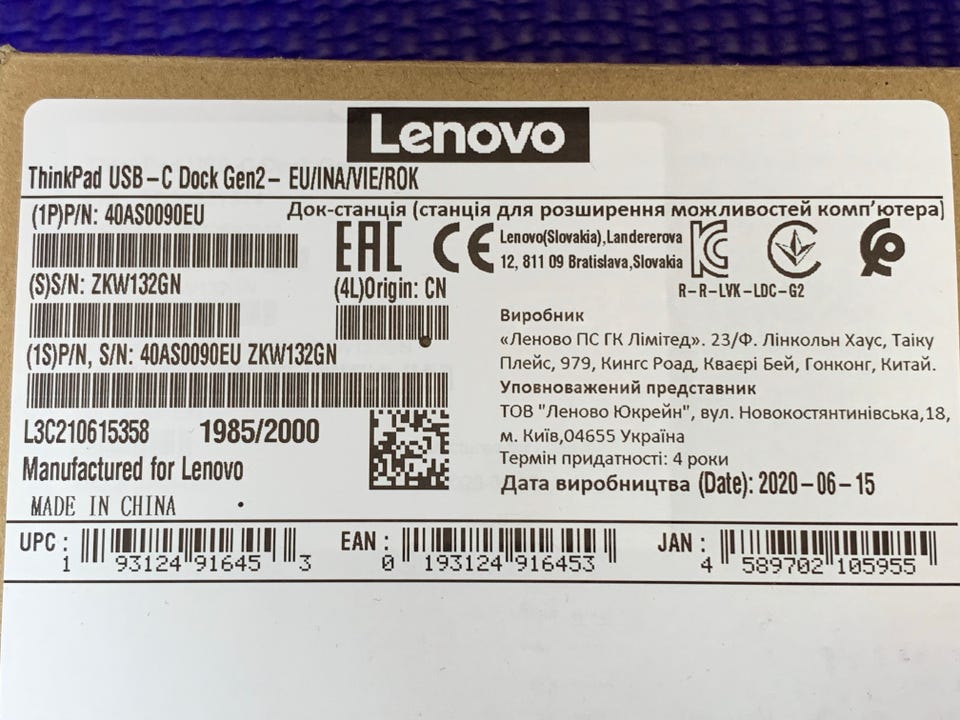 Lenovo
ThinkPad USB-C Dock Gen2- EU/INA/VIE/ROK
(1P)P/N: 40AS0090EU
Док-станція (станція для розширення можливостей комп'ютера)
EAC CE
Lenovo(Slovakia),Landererova
12, 811 09 Bratislava,Slovakia
R-R-LVK-LDC-G2
(S)S/N: ZKW132GN
(4L)Origin: CN
(1S)P/N, S/N: 40AS0090EU ZKW132GN
L3C210615358 1985/2000
Manufactured for Lenovo
MADE IN CHINA
Виробник
«Леново ПС ГК Лімітед». 23/Ф. Лінкольн Хаус, Таіку
Плейс, 979, Кингс Роад, Кваєрі Бей, Гонконг, Китай.
Уповноважений представник
ТОВ "Леново Юкрейн", вул. Новокостянтинівська,18,
м. Київ,04655 Україна
Термін придатності: 4 роки
Дата виробництва (Date): 2020-06-15
UPC: 1 93124 91645 3
EAN: 0 193124 916453
JAN: 4 589702 105955